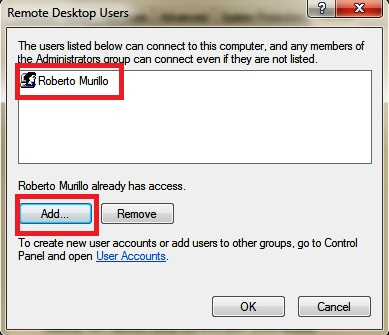 Remote Desktop Users
The users listed below can connect to this computer, and any members of
the Administrators group can connect even if they are not listed.
Roberto Murillo
Roberto Murillo already has access.
Add... Remove
To create new user accounts or add users to other groups, go to Control
Panel and open User Accounts.
OK Cancel